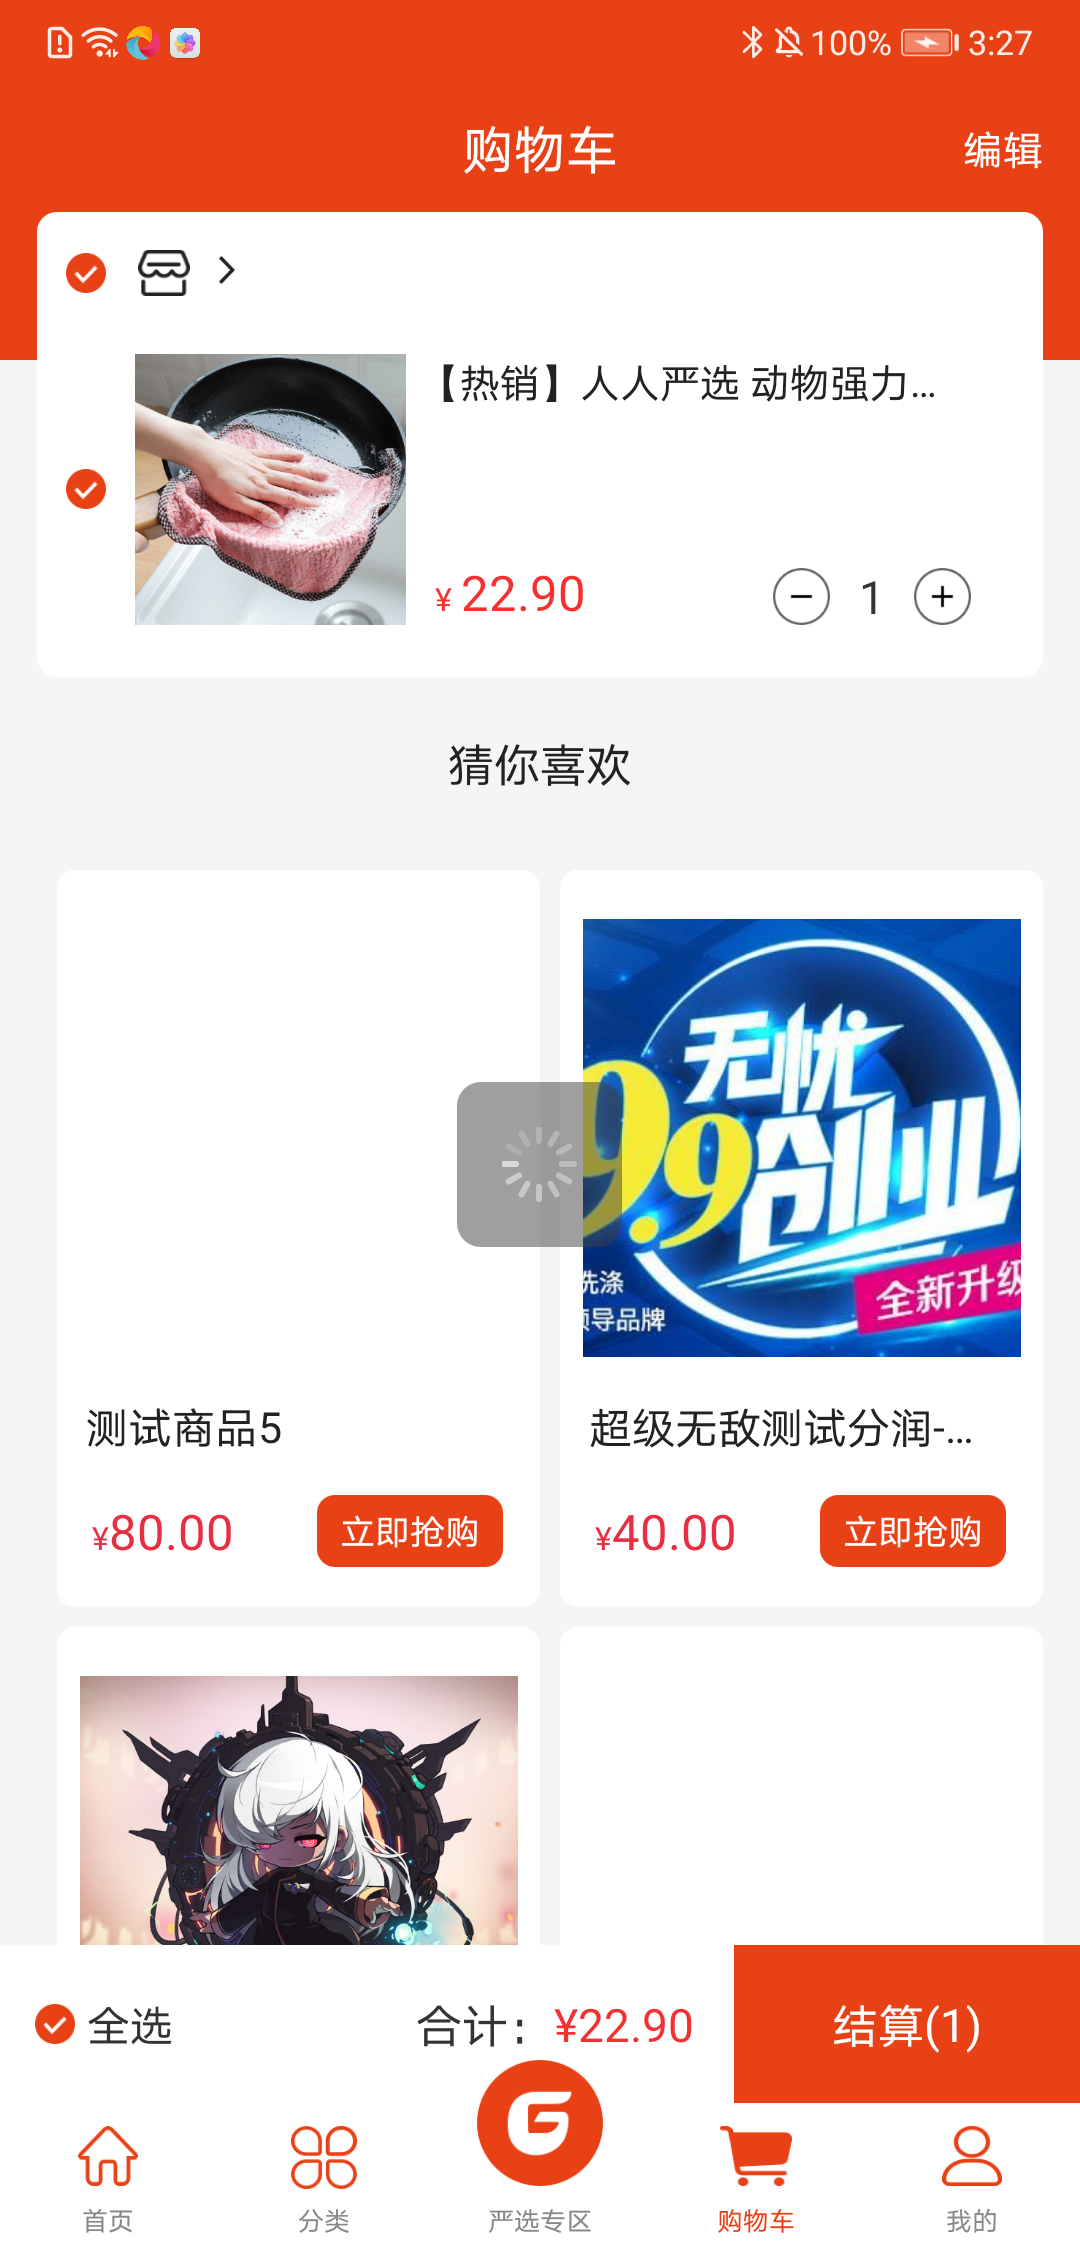 100% 3:27
购物车
编辑
【热销】人人严选 动物强力...
¥ 22.90
1
猜你喜欢
无忧
9.9创业
洗涤
领导品牌
全新升级
测试商品5
超级无敌测试分润-...
¥80.00
立即抢购
¥40.00
立即抢购
全选
合计：¥22.90
结算(1)
首页
分类
严选专区
购物车
我的